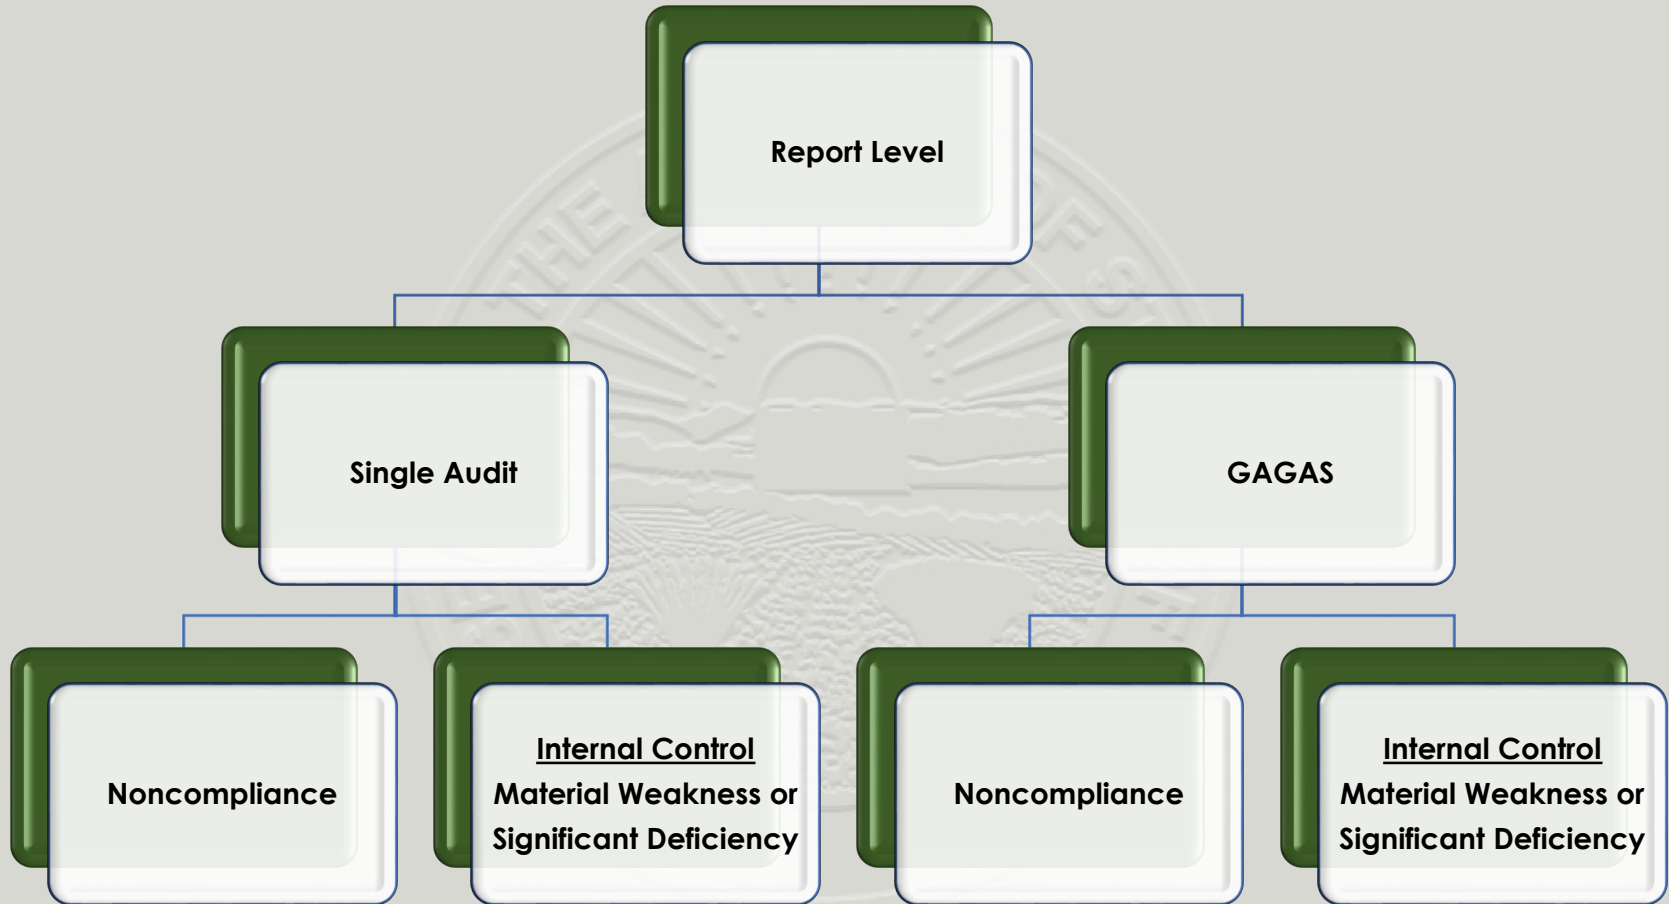 Report Level
Single Audit
GAGAS
Noncompliance
Internal Control
Material Weakness or
Significant Deficiency
Noncompliance
Internal Control
Material Weakness or
Significant Deficiency